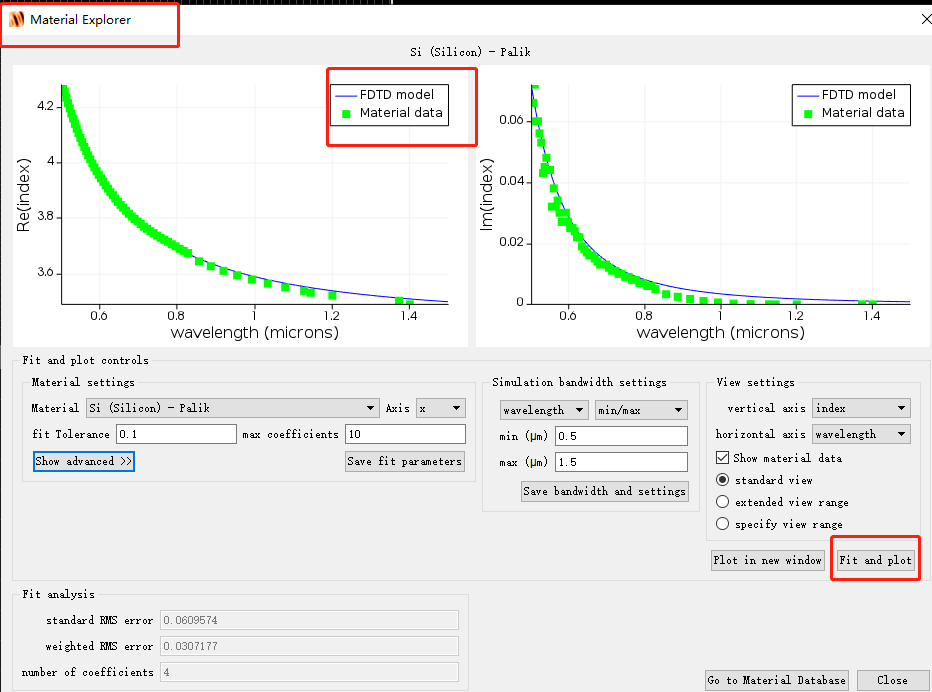 Material Explorer
Si (Silicon) - Palik
FDTD model
Material data
Re(index)
4.2
4
3.8
3.6
0.6
0.8
1
1.2
1.4
wavelength (microns)
FDTD model
Material data
Im(index)
0.06
0.04
0.02
0
0.6
0.8
1
1.2
1.4
wavelength (microns)
Fit and plot controls
Material settings
Material Si (Silicon) - Palik Axis x
fit Tolerance 0.1 max coefficients 10
Show advanced >> Save fit parameters
Simulation bandwidth settings
wavelength min/max
min (μm) 0.5
max (μm) 1.5
Save bandwidth and settings
View settings
vertical axis index
horizontal axis wavelength
Show material data
standard view
extended view range
specify view range
Plot in new window Fit and plot
Fit analysis
standard RMS error 0.0609574
weighted RMS error 0.0307177
number of coefficients 4
Go to Material Database Close